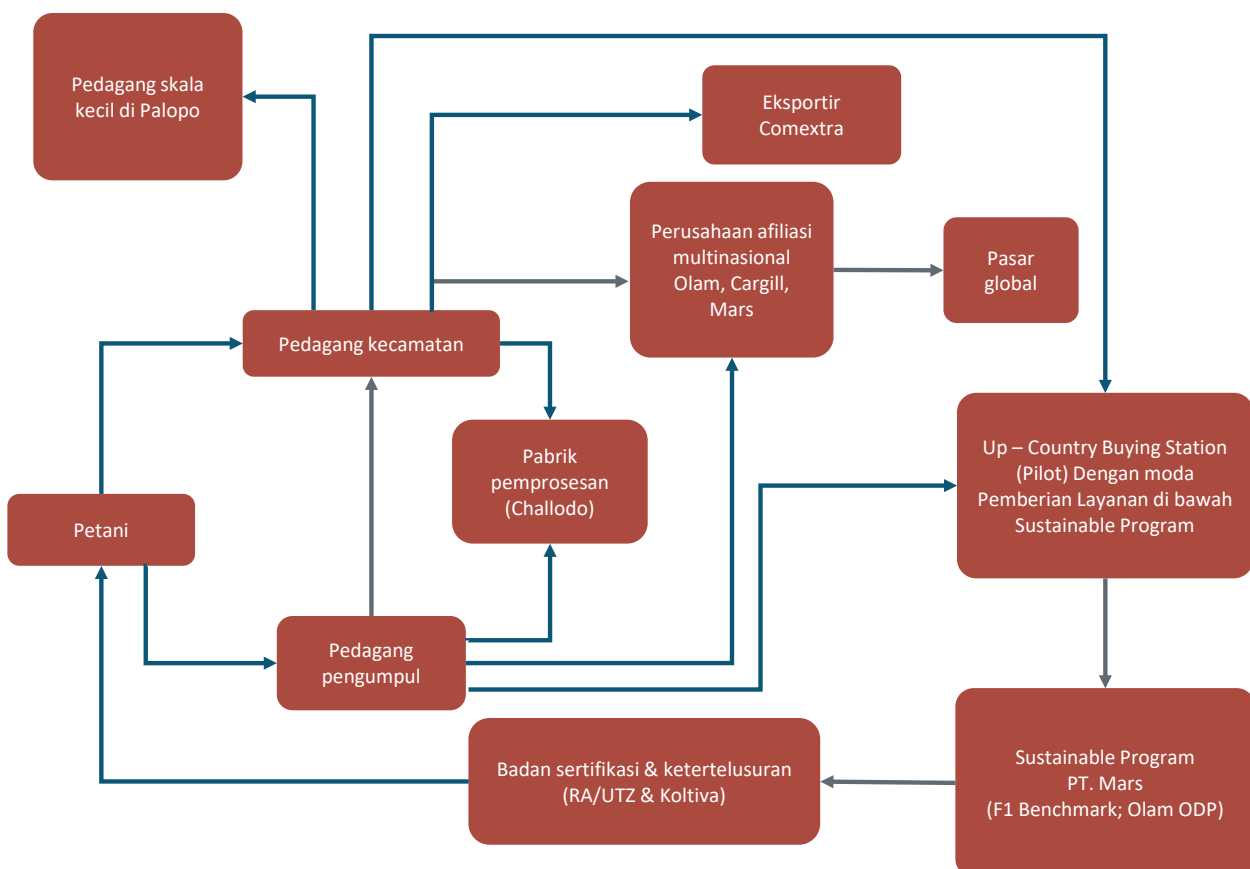 Pedagang skala
kecil di Palopo
Eksportir
Comextra
Perusahaan afiliasi
multinasional
Olam, Cargill,
Mars
Pasar
global
Pedagang kecamatan
Pabrik
pemprosesan
(Challodo)
Up – Country Buying Station
(Pilot) Dengan moda
Pemberian Layanan di bawah
Sustainable Program
Petani
Pedagang
pengumpul
Badan sertifikasi & ketertelusuran
(RA/UTZ & Koltiva)
Sustainable Program
PT. Mars
(F1 Benchmark; Olam ODP)